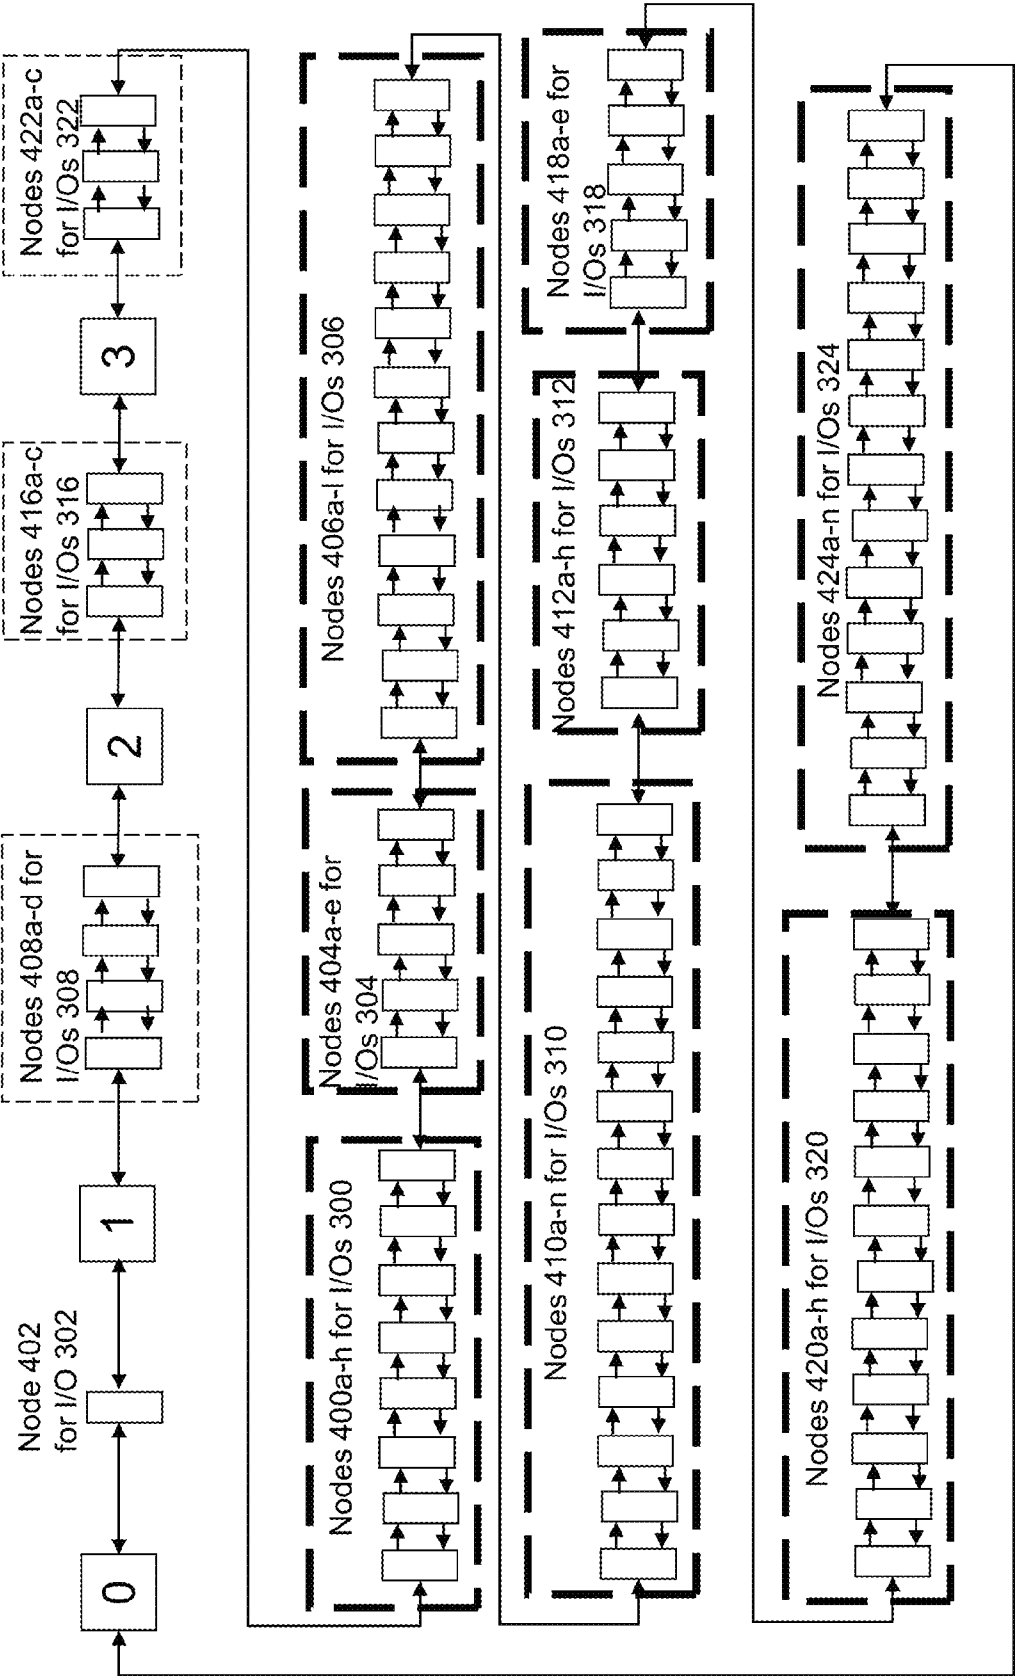 0
Node 402
for I/O 302
1
Nodes 408a-d for
I/Os 308
2
Nodes 416a-c
for I/Os 316
3
Nodes 422a-c
for I/Os 322
Nodes 400a-h for I/Os 300
Nodes 404a-e for
I/Os 304
Nodes 406a-l for I/Os 306
Nodes 410a-n for I/Os 310
Nodes 412a-h for I/Os 312
Nodes 418a-e for
I/Os 318
Nodes 420a-h for I/Os 320
Nodes 424a-n for I/Os 324